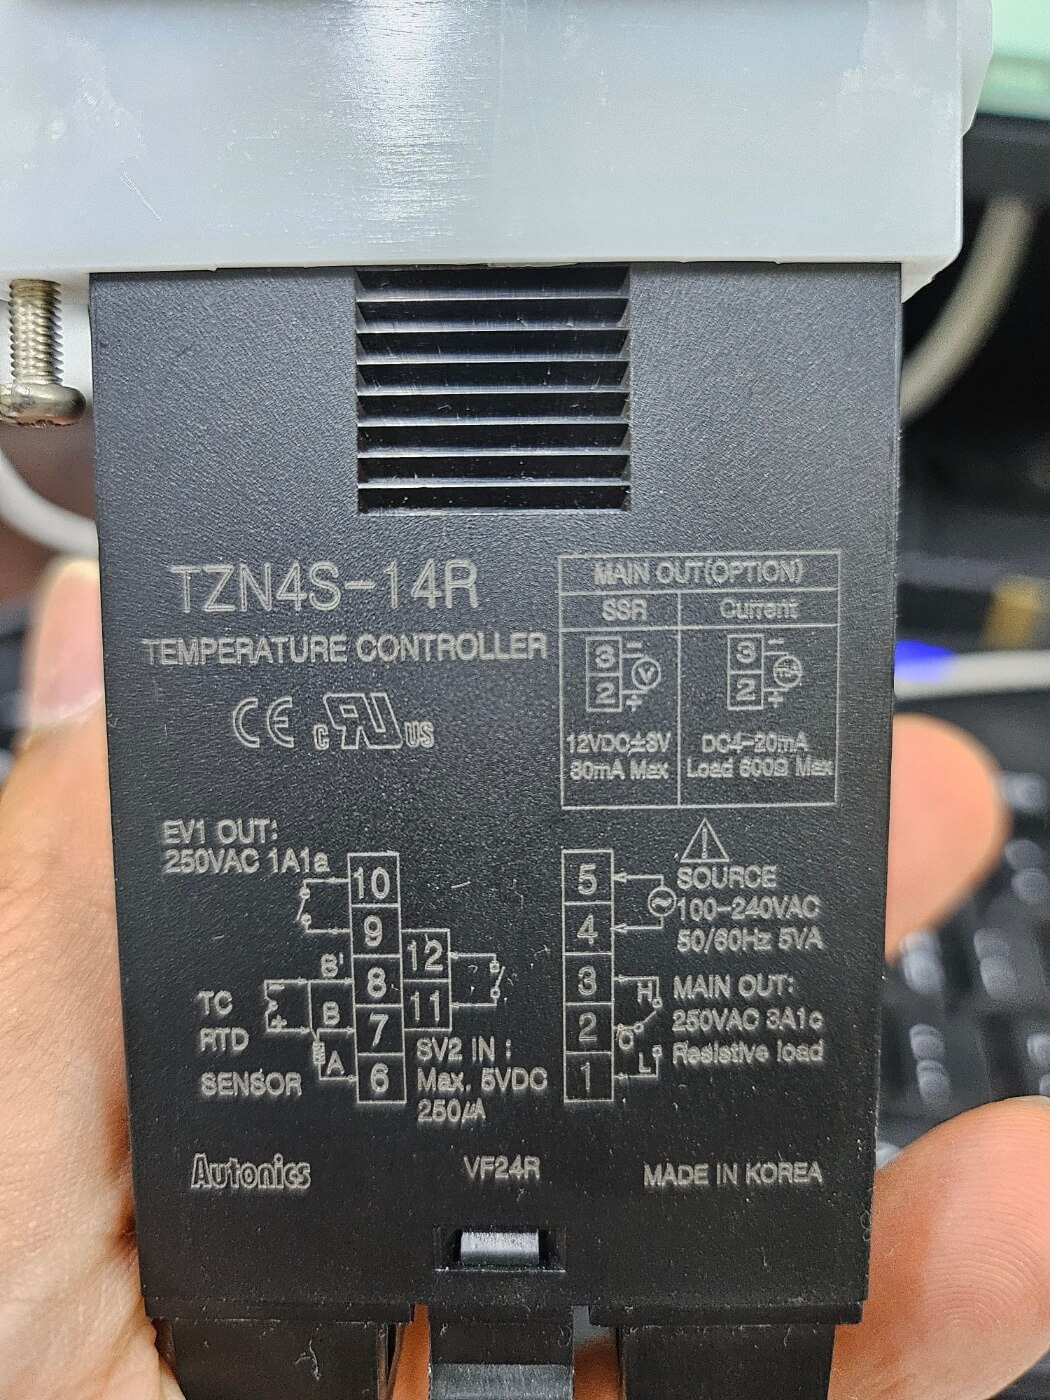 TZN4S-14R
TEMPERATURE CONTROLLER
CE c RU US
MAIN OUT(OPTION)
SSR Current
3 − V
2 +
3 −
2 +
12VDC±3V
30mA Max
DC4-20mA
Load 600Ω Max
EV1 OUT:
250VAC 1A1a
10
9
B' 8
B 7
A 6
12
11
TC
RTD
SENSOR
SV2 IN :
Max. 5VDC
250μA
5
4
3 H
2 C
1 L
SOURCE
100-240VAC
50/60Hz 5VA
MAIN OUT:
250VAC 3A1c
Resistive load
Autonics VF24R MADE IN KOREA